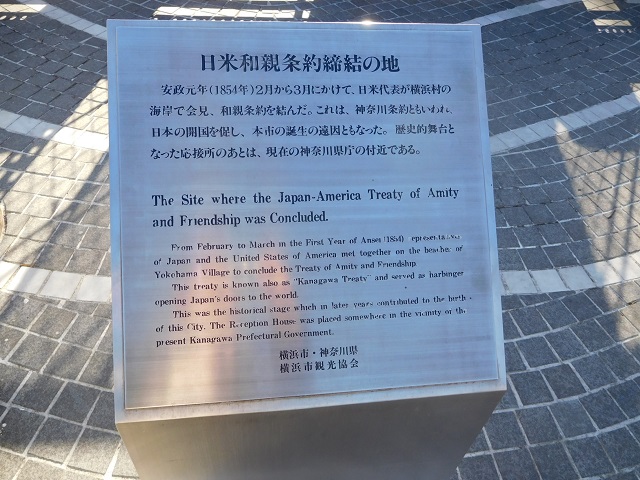 日米和親条約締結の地
安政元年(1854年)2月から3月にかけて、日米代表が横浜村の
海岸で会見、和親条約を結んだ。これは、神奈川条約ともいわれ、
日本の開国を促し、本市の誕生の遠因ともなった。歴史的舞台と
なった応接所のあとは、現在の神奈川県庁の付近である。
The Site where the Japan-America Treaty of Amity
and Friendship was Concluded.
From February to March in the First Year of Ansei (1854) representatives
of Japan and the United States of America met together on the beaches of
Yokohama Village to conclude the Treaty of Amity and Friendship.
This treaty is known also as "Kanagawa Treaty" and served as harbinger
opening Japan's doors to the world.
This was the historical stage which in later years contributed to the birth
of this City. The Reception House was placed somewhere in the vicinity of the
present Kanagawa Prefectural Government.
横浜市・神奈川県
横浜市観光協会